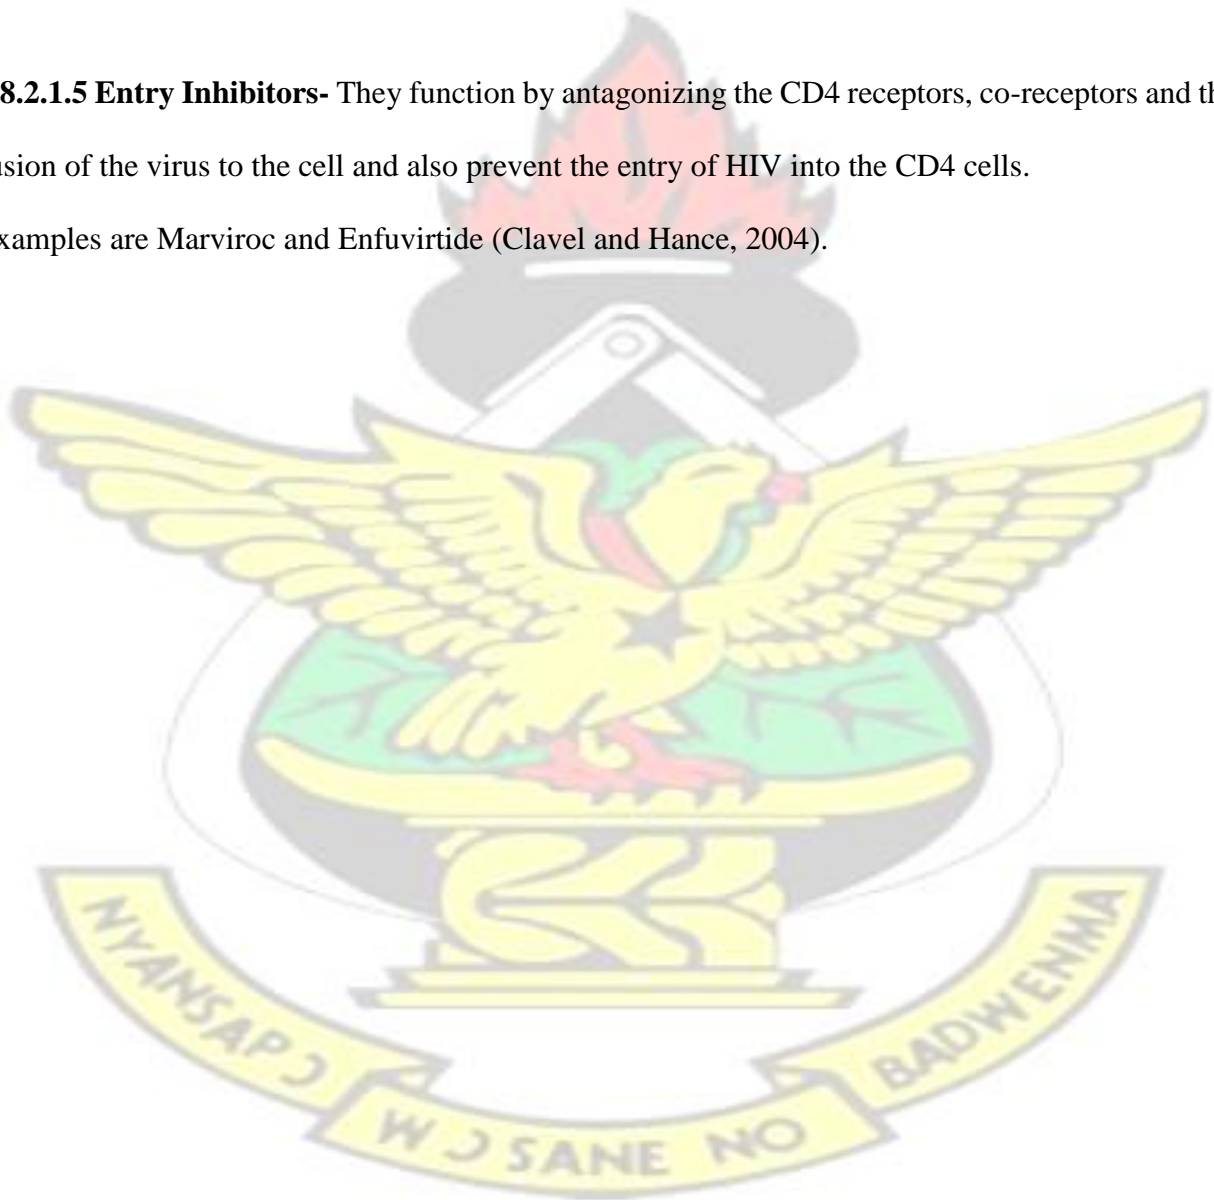 8.2.1.5 Entry Inhibitors- They function by antagonizing the CD4 receptors, co-receptors and th
usion of the virus to the cell and also prevent the entry of HIV into the CD4 cells.
xamples are Marviroc and Enfuvirtide (Clavel and Hance, 2004).
NYANSAPƆ
WƆ SANE NO
BADWENMA